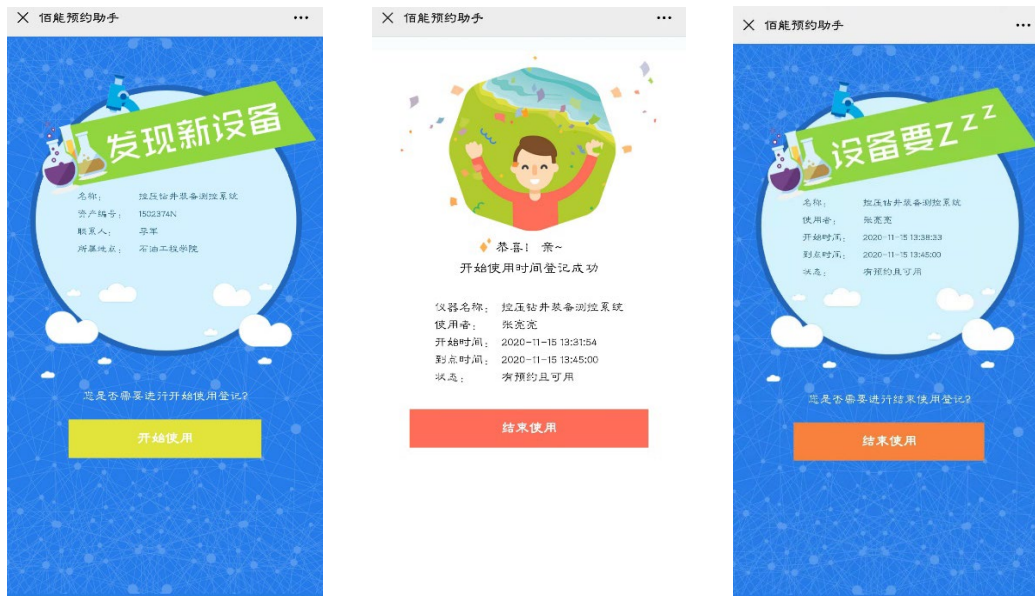 佰能预约助手
发现新设备
名称： 控压钻井装备测控系统
资产编号： 1502374N
联系人： 李军
所属地点： 石油工程学院
您是否需要进行开始使用登记?
开始使用
佰能预约助手
恭喜! 亲~
开始使用时间登记成功
仪器名称： 控压钻井装备测控系统
使用者： 张亮亮
开始时间： 2020-11-15 13:31:54
到点时间： 2020-11-15 13:45:00
状态： 有预约且可用
结束使用
佰能预约助手
设备要Zzz
名称： 控压钻井装备测控系统
使用者： 张亮亮
开始时间： 2020-11-15 13:38:33
到点时间： 2020-11-15 13:45:00
状态： 有预约且可用
您是否需要进行结束使用登记?
结束使用